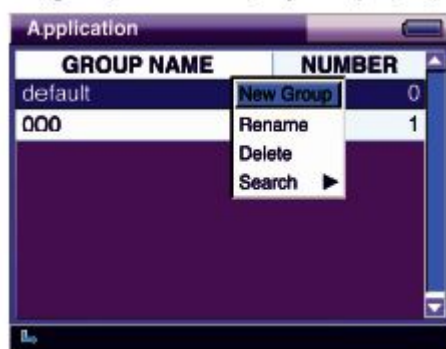 Application
GROUP NAME NUMBER
default 0
000 1
New Group
Rename
Delete
Search ▶